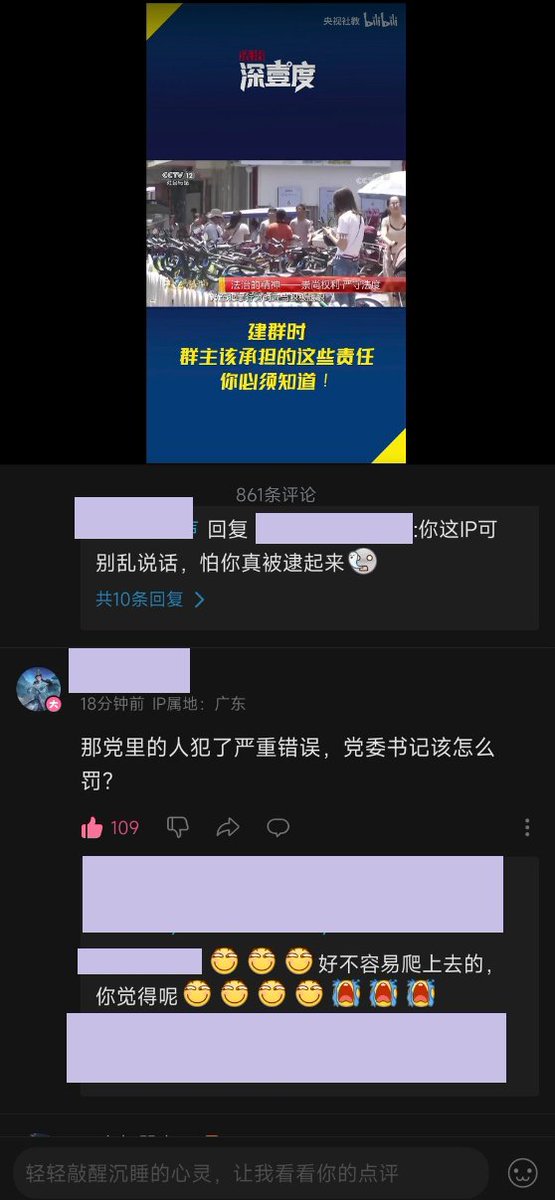 央视社教 bilibili
深壹度
CCTV 12
法治的精神——崇尚权利 严守法度
建群时
群主该承担的这些责任
你必须知道！
861条评论
回复 :你这IP可
别乱说话，怕你真被逮起来
共10条回复
18分钟前 IP属地：广东
那党里的人犯了严重错误，党委书记该怎么
罚？
109
好不容易爬上去的，
你觉得呢
轻轻敲醒沉睡的心灵，让我看看你的点评